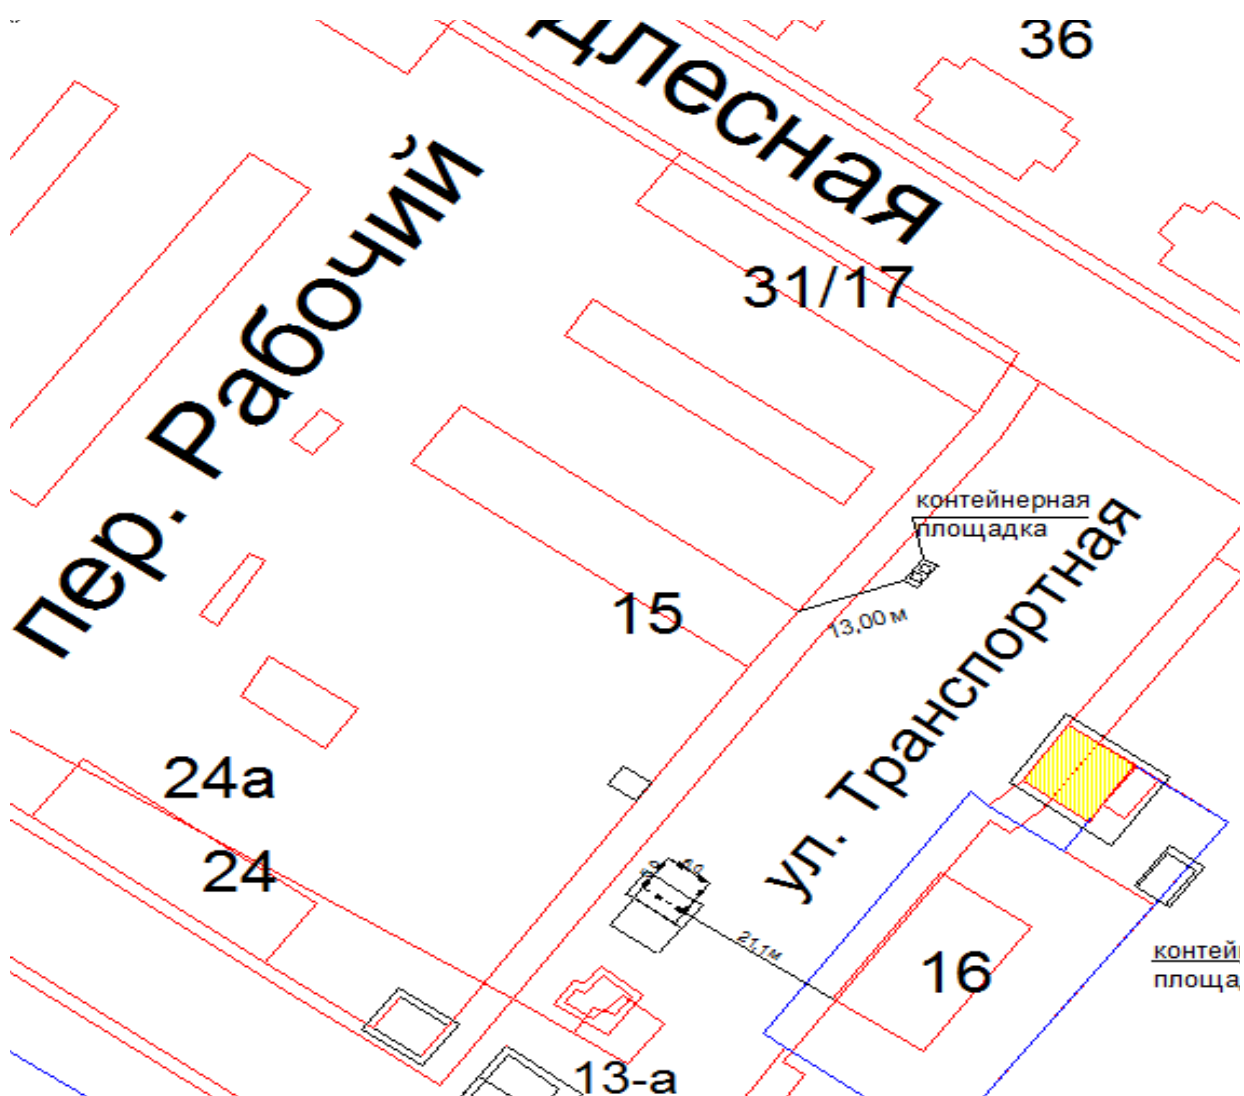 36
длесная
пер. Рабочий
31/17
контейнерная
площадка
15
13,00 м
ул. Транспортная
24а
24
21,1м
16
контей
площа
13-а